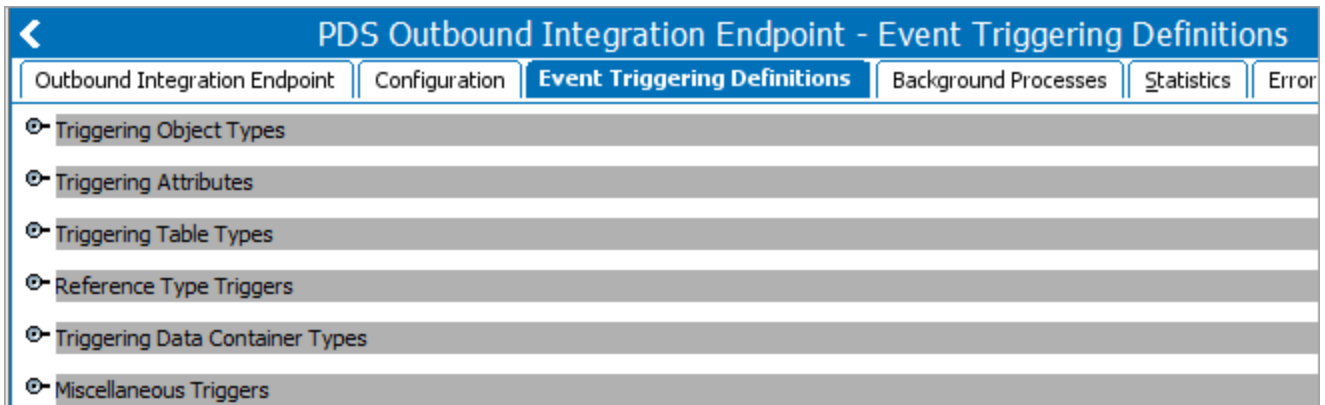 PDS Outbound Integration Endpoint - Event Triggering Definitions
Outbound Integration Endpoint Configuration Event Triggering Definitions Background Processes Statistics Error
Triggering Object Types
Triggering Attributes
Triggering Table Types
Reference Type Triggers
Triggering Data Container Types
Miscellaneous Triggers